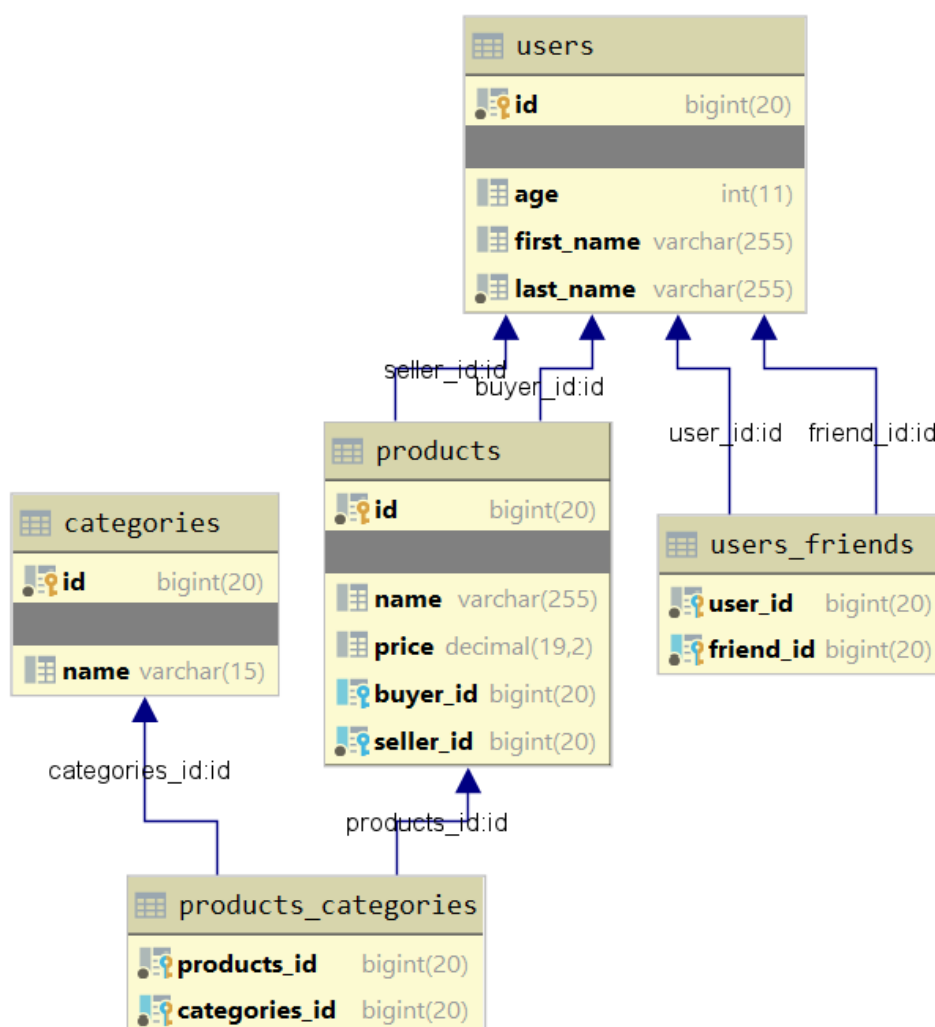 users
id bigint(20)
age int(11)
first_name varchar(255)
last_name varchar(255)
seller_id:id
buyer_id:id
user_id:id friend_id:id
products
id bigint(20)
name varchar(255)
price decimal(19,2)
buyer_id bigint(20)
seller_id bigint(20)
categories
id bigint(20)
name varchar(15)
users_friends
user_id bigint(20)
friend_id bigint(20)
categories_id:id
products_id:id
products_categories
products_id bigint(20)
categories_id bigint(20)